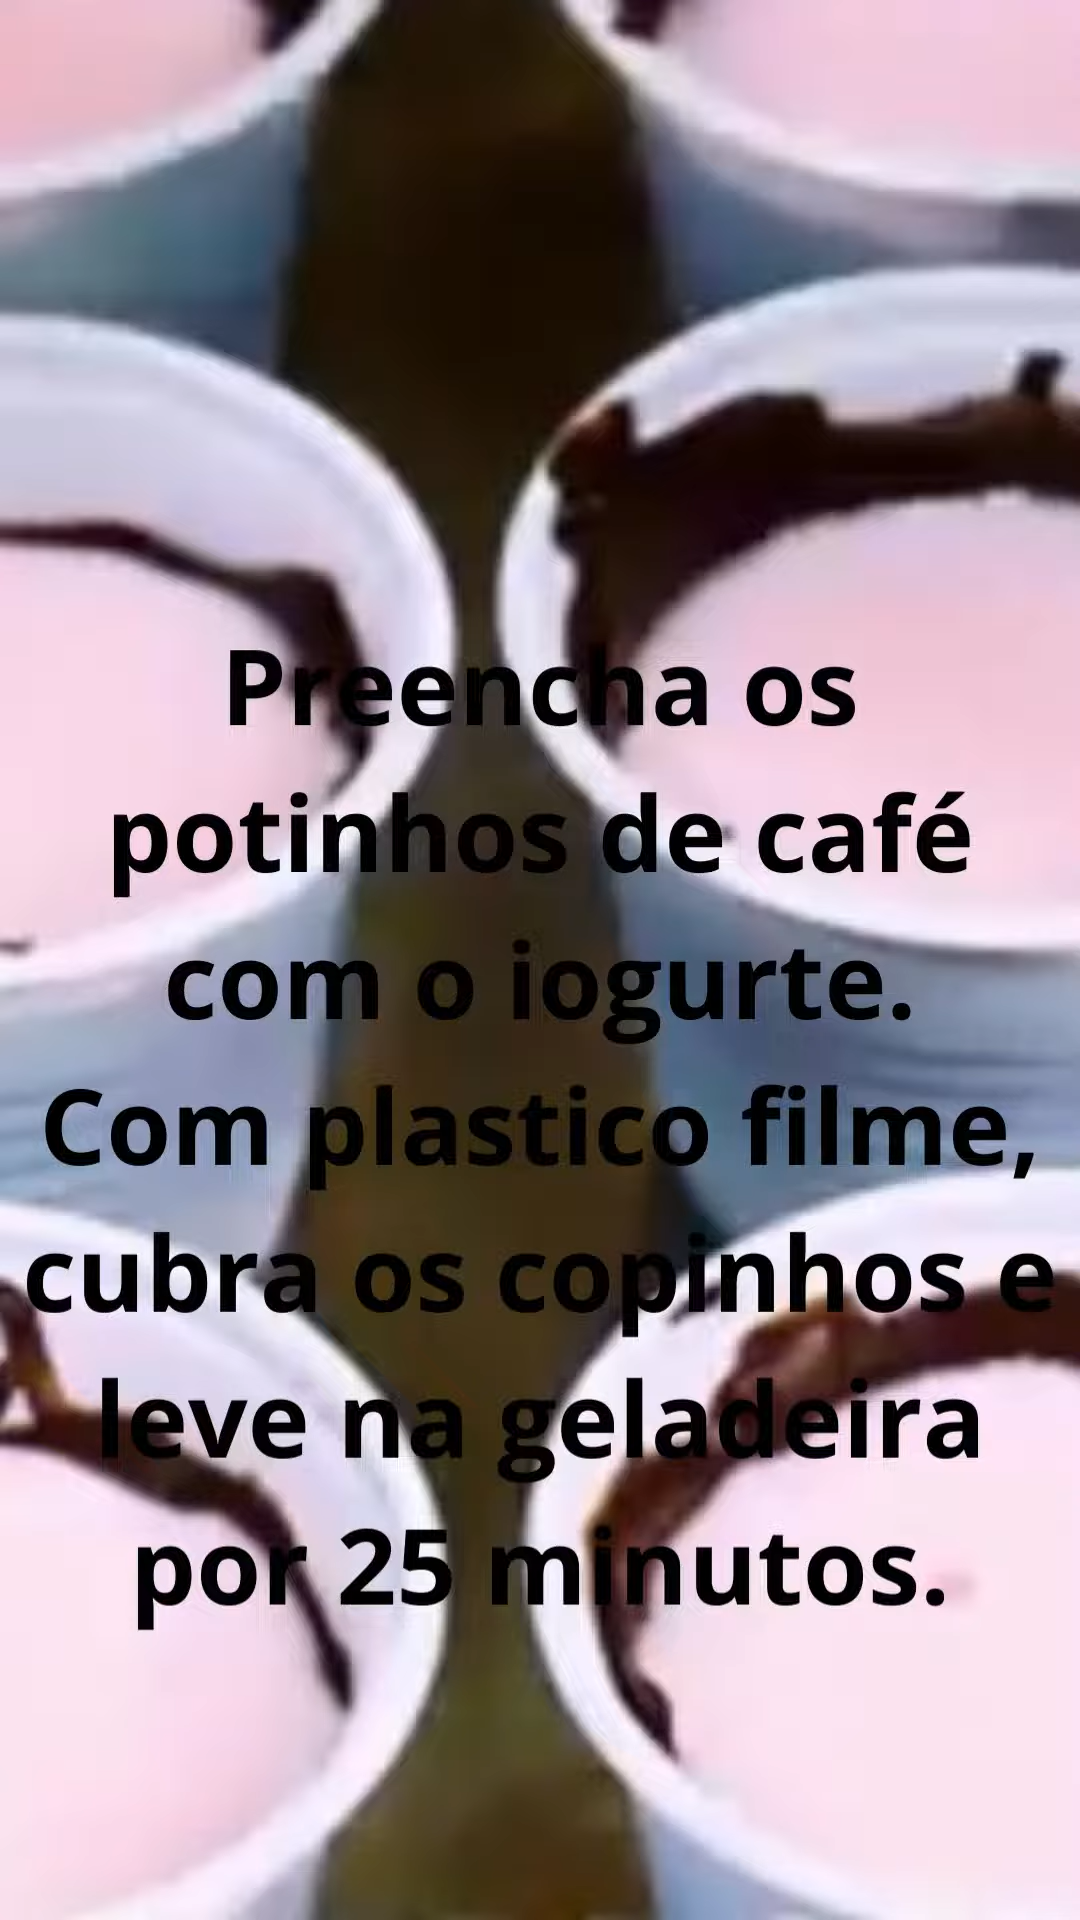 Preencha os
potinhos de café
com o iogurte.
Com plastico filme,
cubra os copinhos e
leve na geladeira
por 25 minutos.